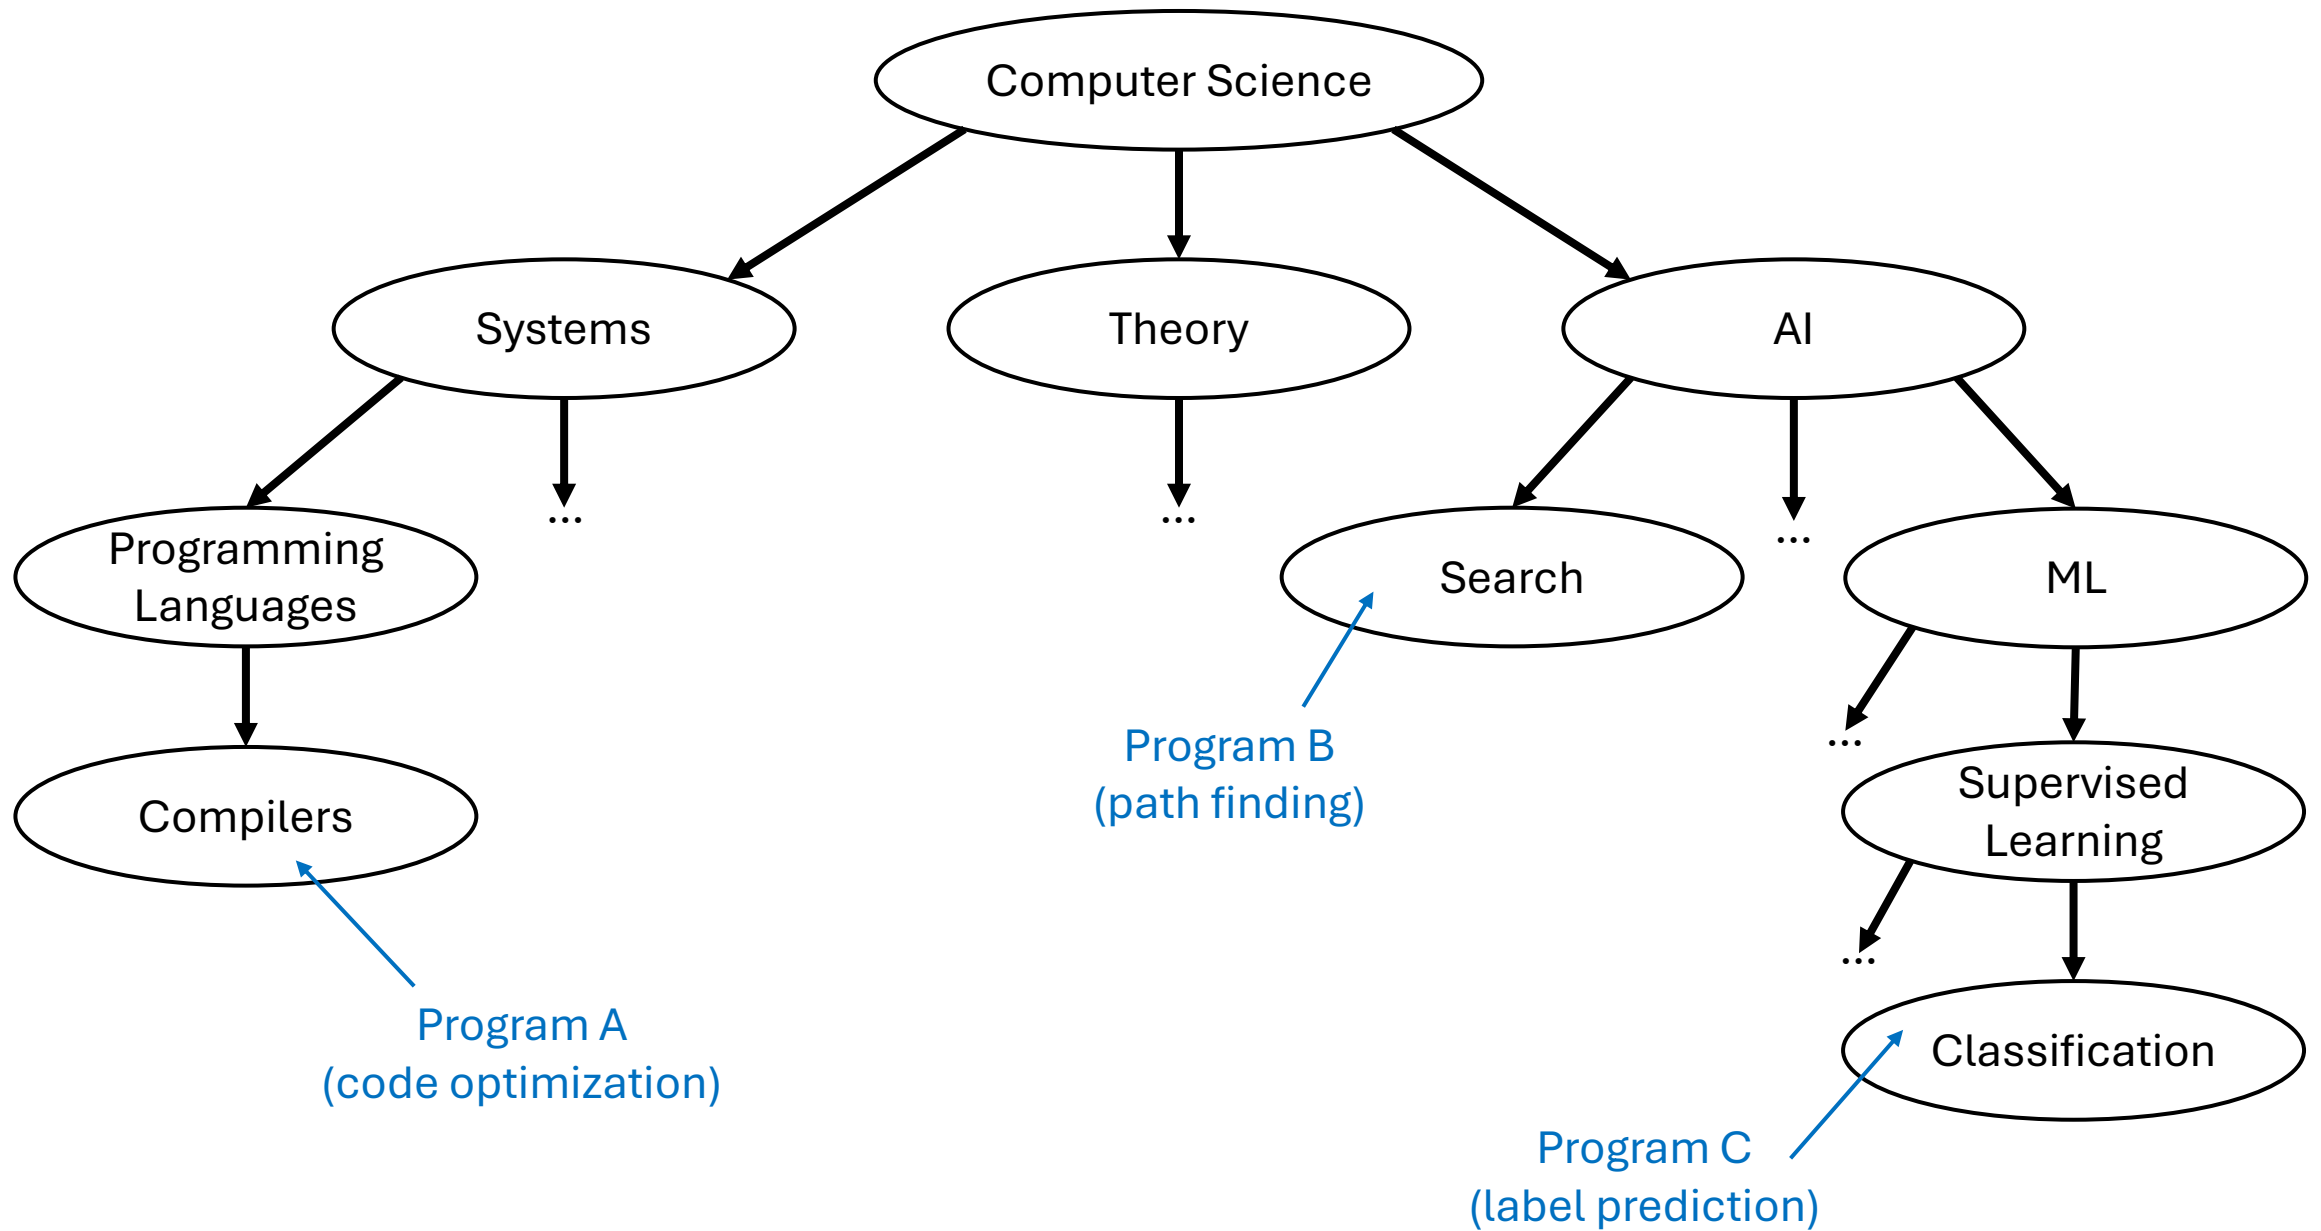 Computer Science
Systems
Theory
AI
Programming
Languages
...
...
Search
...
ML
Compilers
Program B
(path finding)
...
Supervised
Learning
Program A
(code optimization)
...
Classification
Program C
(label prediction)